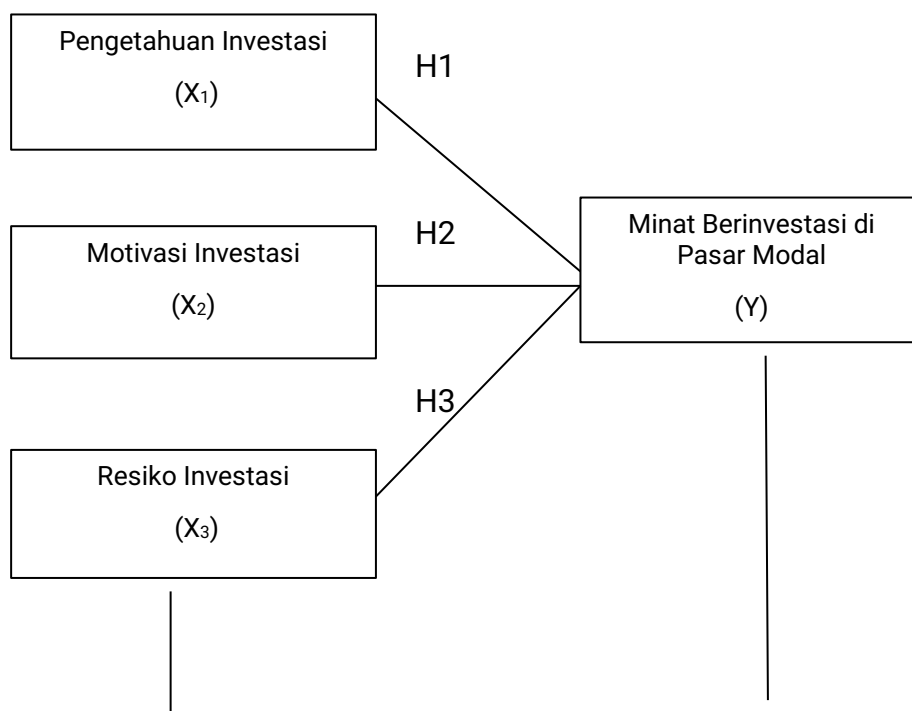 Pengetahuan Investasi
(X₁)
H1
Motivasi Investasi
(X₂)
H2
Minat Berinvestasi di
Pasar Modal
(Y)
H3
Resiko Investasi
(X₃)